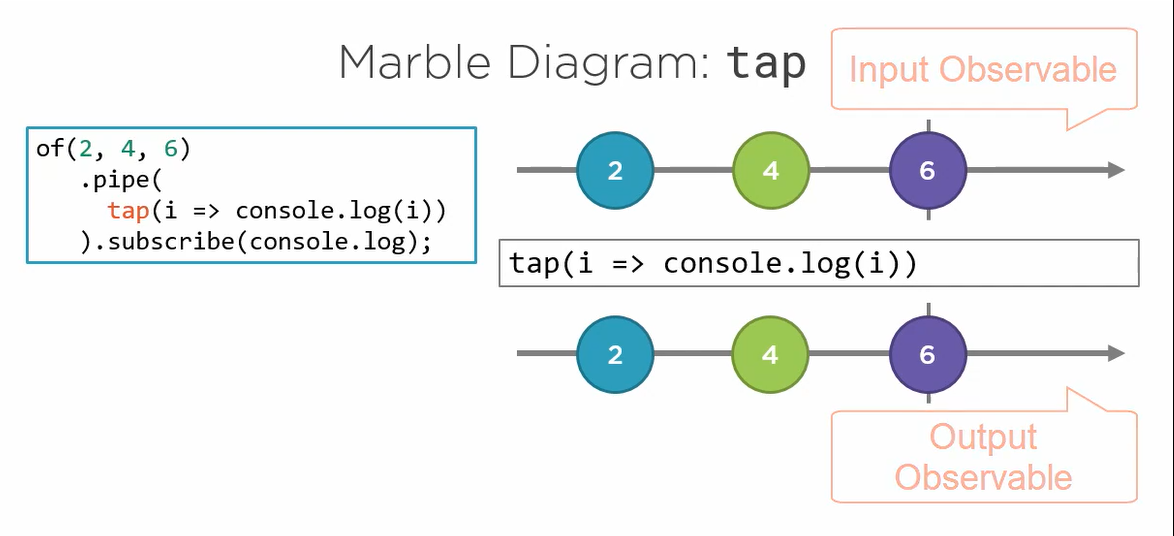 Marble Diagram: tap
Input Observable
of(2, 4, 6)
.pipe(
tap(i => console.log(i))
).subscribe(console.log);
2 4 6
tap(i => console.log(i))
2 4 6
Output
Observable